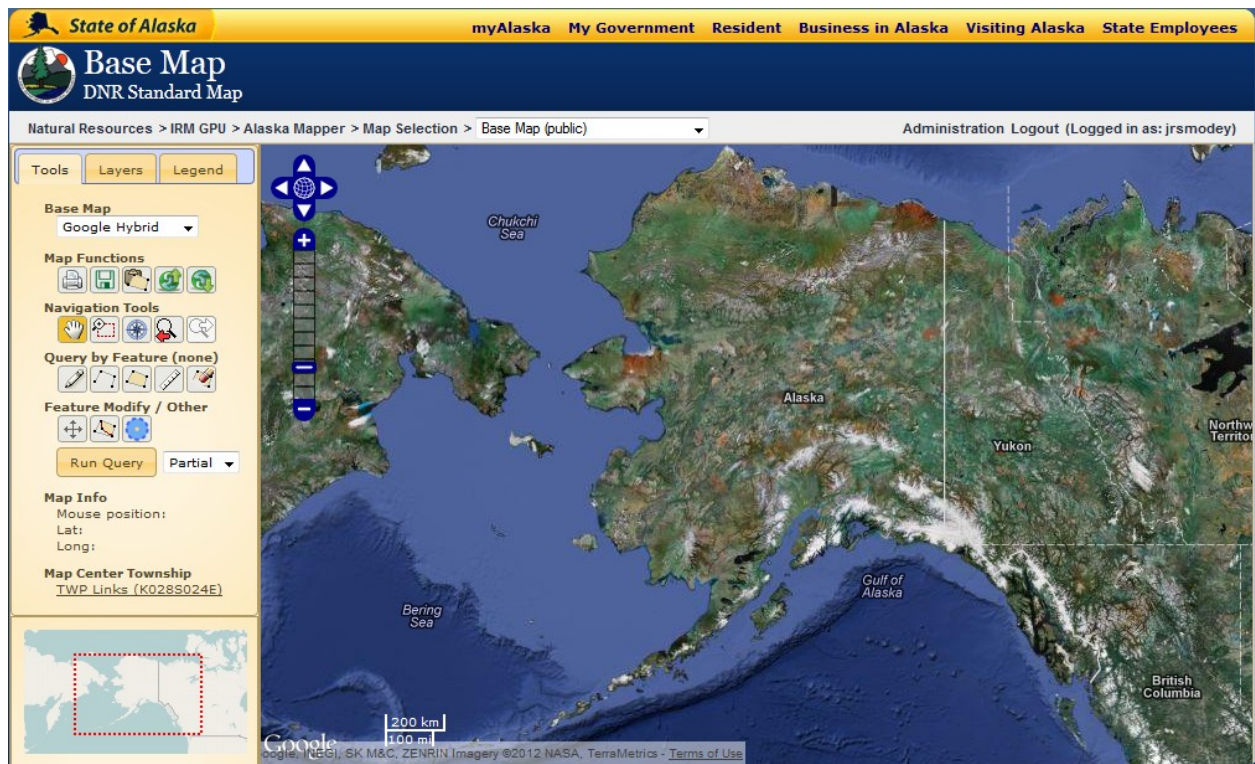 State of Alaska
myAlaska My Government Resident Business in Alaska Visiting Alaska State Employees
Base Map
DNR Standard Map
Natural Resources > IRM GPU > Alaska Mapper > Map Selection > Base Map (public)
Administration Logout (Logged in as: jrsmodey)
Tools Layers Legend
Base Map
Google Hybrid
Map Functions
Navigation Tools
Query by Feature (none)
Feature Modify / Other
Run Query Partial
Map Info
Mouse position:
Lat:
Long:
Map Center Township
TWP Links (K028S024E)
Chukchi
Sea
Alaska
Yukon
Northw
Territo
Gulf of
Alaska
Bering
Sea
British
Columbia
200 km
100 mi
Google
oogle, INEGI, SK M&C, ZENRIN Imagery ©2012 NASA, TerraMetrics - Terms of Use